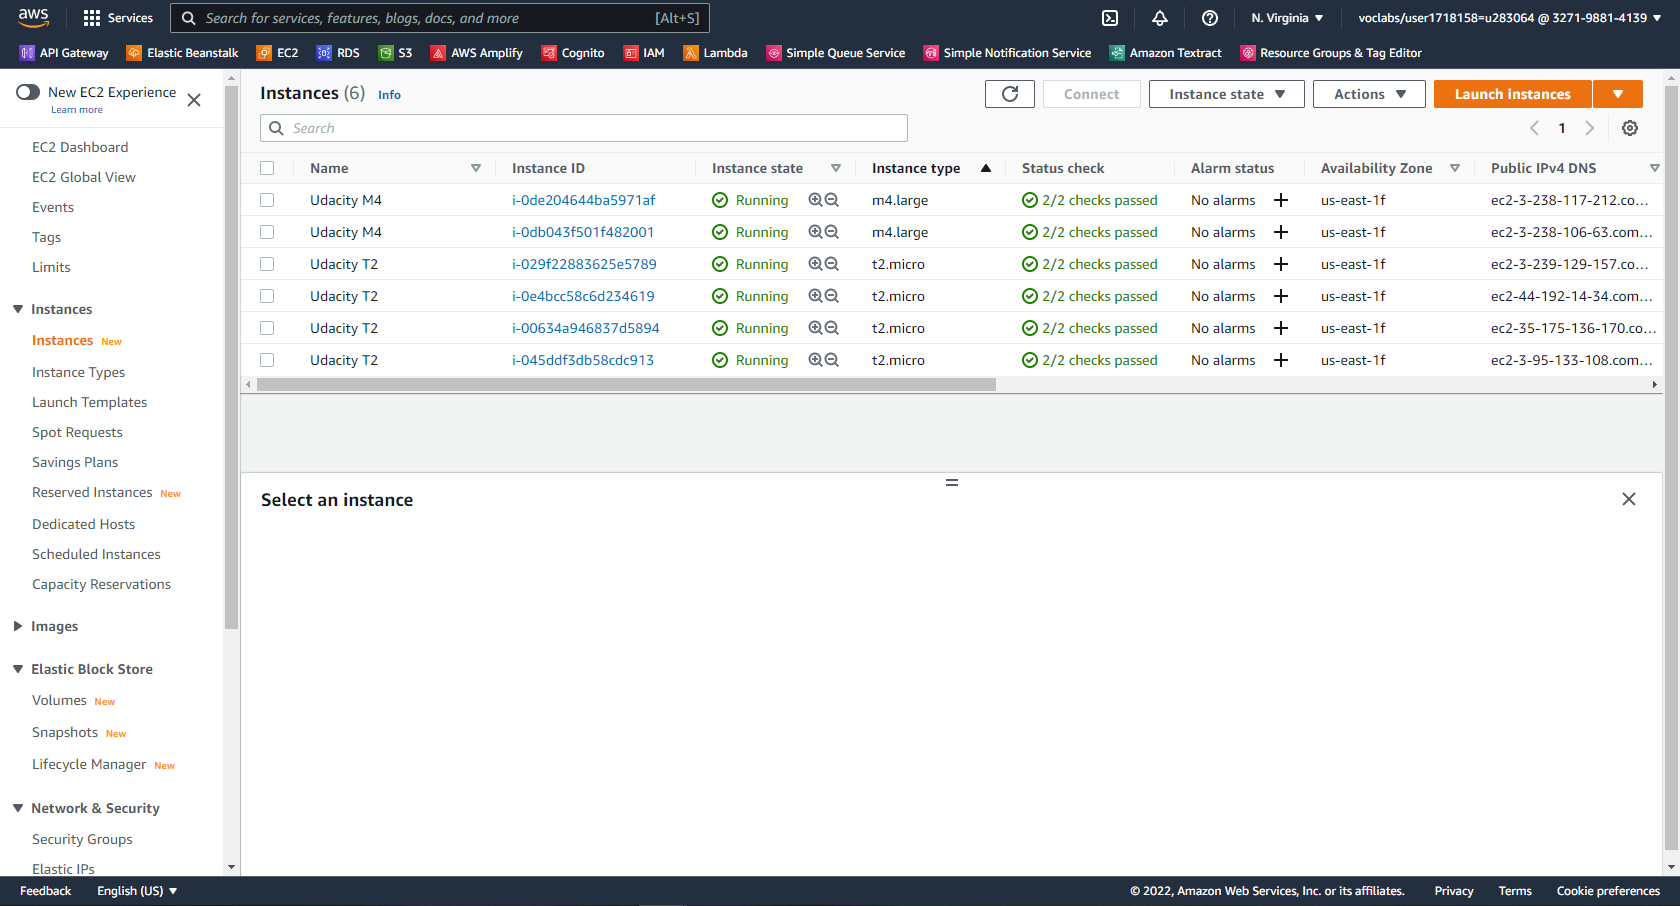 aws Services Search for services, features, blogs, docs, and more [Alt+S] N. Virginia voclabs/user1718158=u283064 @ 3271-9881-4139
API Gateway Elastic Beanstalk EC2 RDS S3 AWS Amplify Cognito IAM Lambda Simple Queue Service Simple Notification Service Amazon Textract Resource Groups & Tag Editor
New EC2 Experience
Learn more
EC2 Dashboard
EC2 Global View
Events
Tags
Limits
Instances
Instances New
Instance Types
Launch Templates
Spot Requests
Savings Plans
Reserved Instances New
Dedicated Hosts
Scheduled Instances
Capacity Reservations
Images
Elastic Block Store
Volumes New
Snapshots New
Lifecycle Manager New
Network & Security
Security Groups
Elastic IPs
Instances (6) Info Connect Instance state Actions Launch instances
Search 1
Name Instance ID Instance state Instance type Status check Alarm status Availability Zone Public IPv4 DNS
Udacity M4 i-0de204644ba5971af Running m4.large 2/2 checks passed No alarms us-east-1f ec2-3-238-117-212.co...
Udacity M4 i-0db043f501f482001 Running m4.large 2/2 checks passed No alarms us-east-1f ec2-3-238-106-63.com...
Udacity T2 i-029f22883625e5789 Running t2.micro 2/2 checks passed No alarms us-east-1f ec2-3-239-129-157.co...
Udacity T2 i-0e4bcc58c6d234619 Running t2.micro 2/2 checks passed No alarms us-east-1f ec2-44-192-14-34.com...
Udacity T2 i-00634a946837d5894 Running t2.micro 2/2 checks passed No alarms us-east-1f ec2-35-175-136-170.co...
Udacity T2 i-045ddf3db58cdc913 Running t2.micro 2/2 checks passed No alarms us-east-1f ec2-3-95-133-108.com...
Select an instance
Feedback English (US) © 2022, Amazon Web Services, Inc. or its affiliates. Privacy Terms Cookie preferences